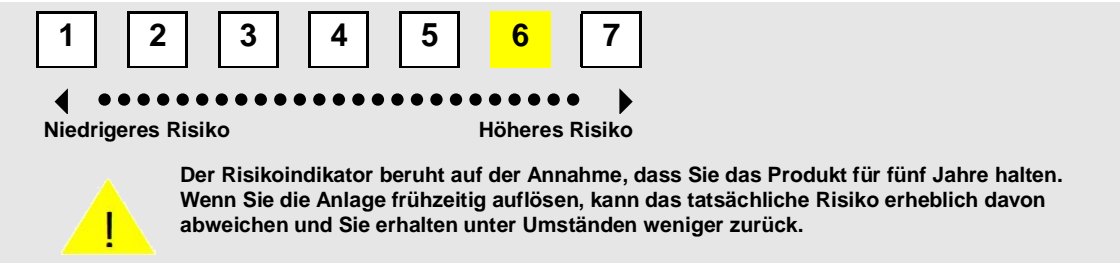 1 2 3 4 5 6 7
Niedrigeres Risiko Höheres Risiko
Der Risikoindikator beruht auf der Annahme, dass Sie das Produkt für fünf Jahre halten.
Wenn Sie die Anlage frühzeitig auflösen, kann das tatsächliche Risiko erheblich davon
abweichen und Sie erhalten unter Umständen weniger zurück.
!